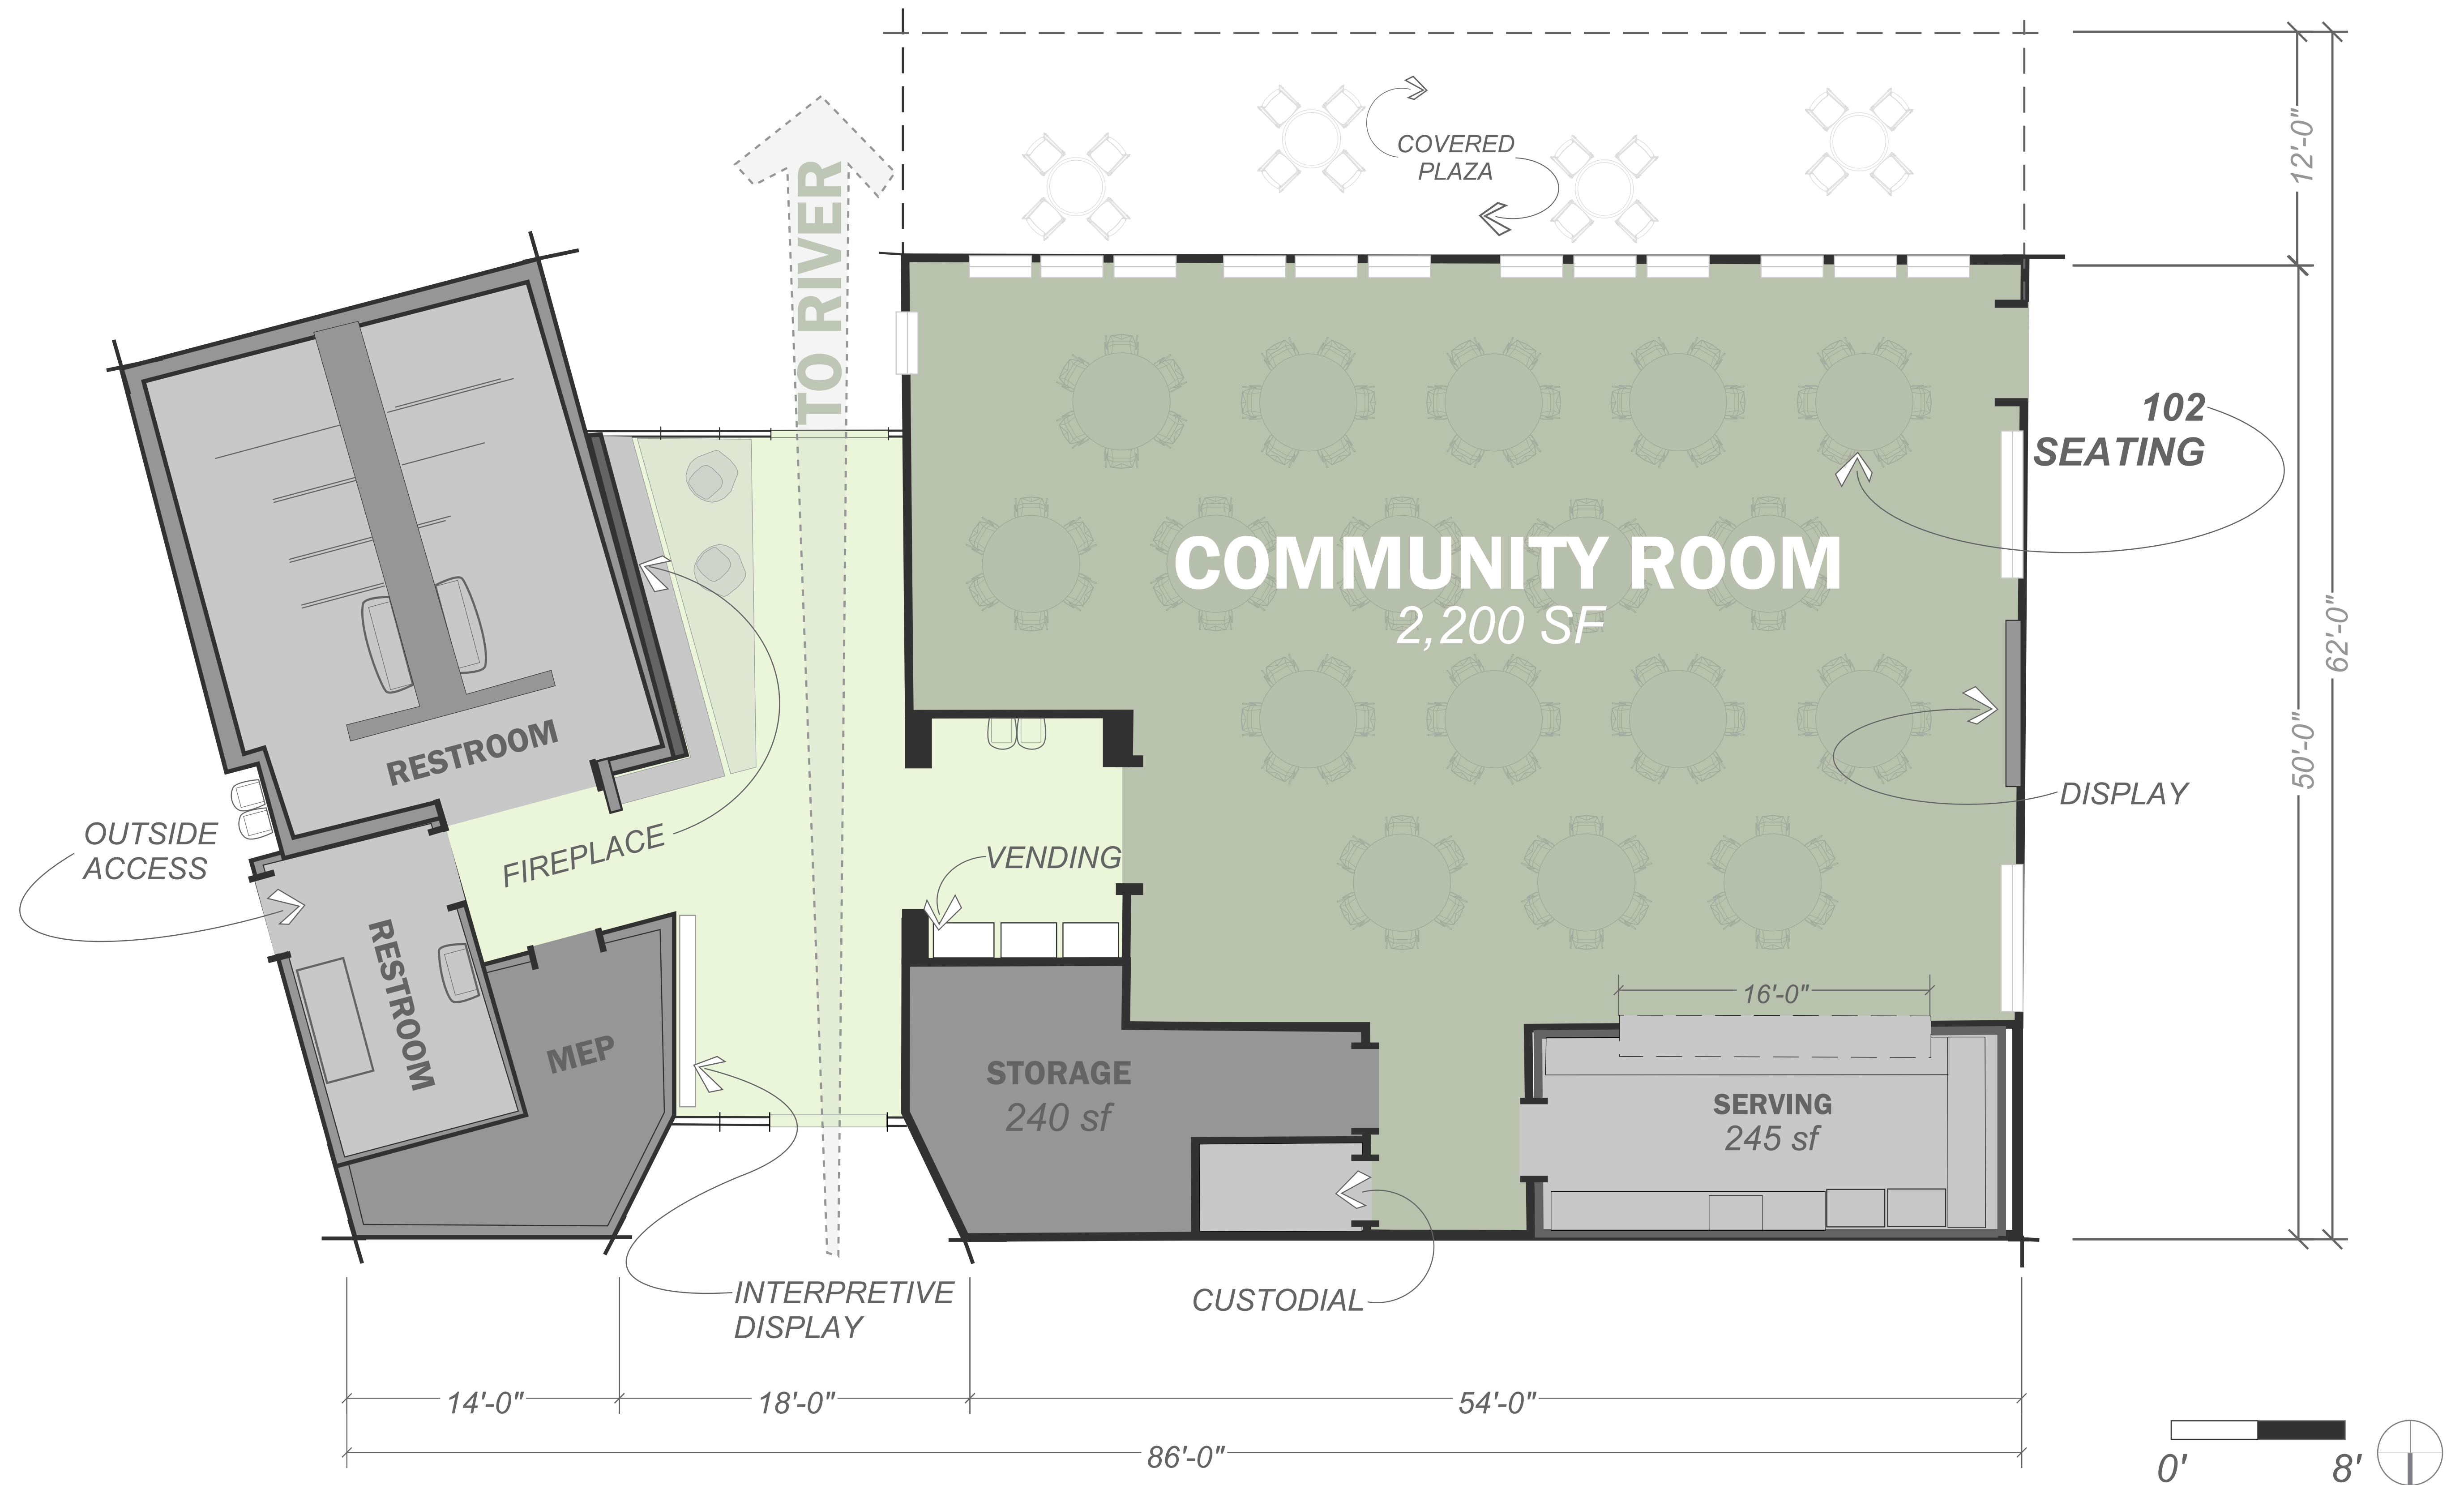 TO RIVER
COVERED
PLAZA
12'-0"
102
SEATING
COMMUNITY ROOM
2,200 SF
62'-0"
50'-0"
RESTROOM
DISPLAY
OUTSIDE
ACCESS
FIREPLACE
VENDING
RESTROOM
MEP
16'-0"
STORAGE
240 sf
SERVING
245 sf
INTERPRETIVE
DISPLAY
CUSTODIAL
14'-0"
18'-0"
54'-0"
86'-0"
0'
8'